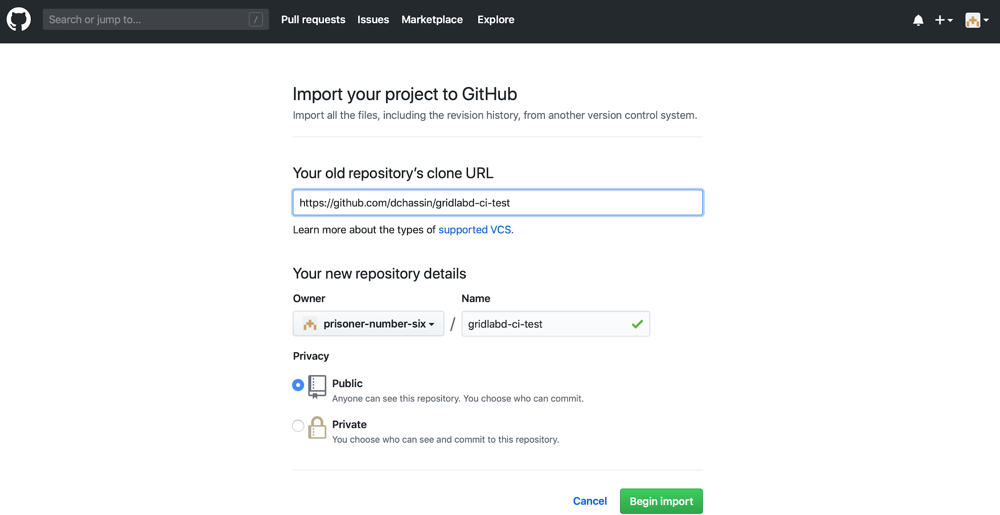 Search or jump to... /
Pull requests Issues Marketplace Explore
Import your project to GitHub
Import all the files, including the revision history, from another version control system.
Your old repository’s clone URL
https://github.com/dchassin/gridlabd-ci-test
Learn more about the types of supported VCS.
Your new repository details
Owner Name
prisoner-number-six / gridlabd-ci-test
Privacy
Public
Anyone can see this repository. You choose who can commit.
Private
You choose who can see and commit to this repository.
Cancel Begin import